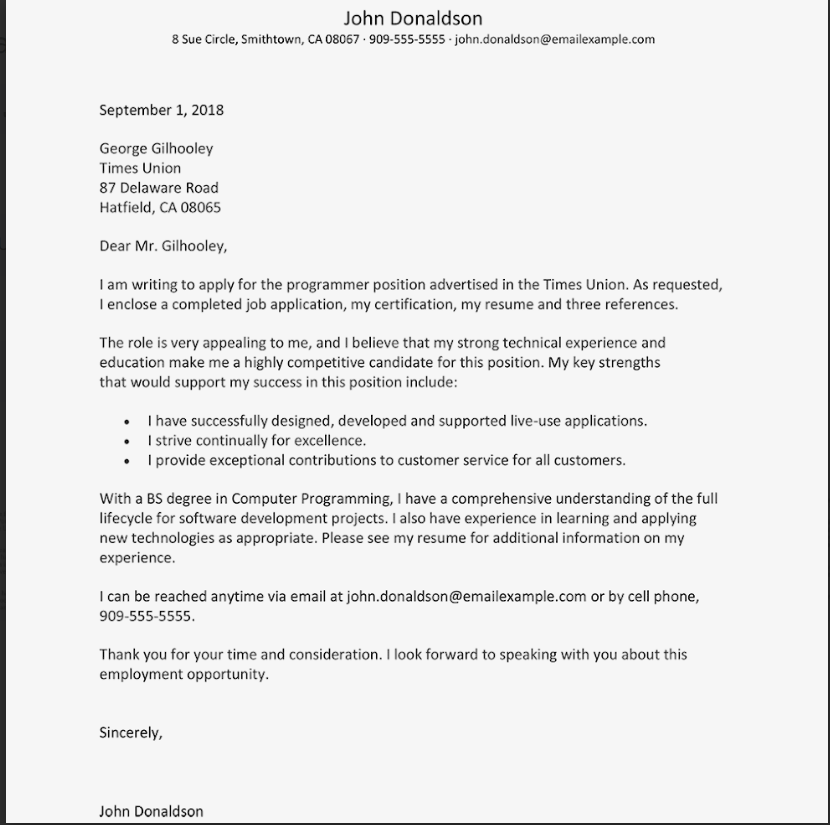 John Donaldson
8 Sue Circle, Smithtown, CA 08067 · 909-555-5555 · john.donaldson@emailexample.com
September 1, 2018
George Gilhooley
Times Union
87 Delaware Road
Hatfield, CA 08065
Dear Mr. Gilhooley,
I am writing to apply for the programmer position advertised in the Times Union. As requested,
I enclose a completed job application, my certification, my resume and three references.
The role is very appealing to me, and I believe that my strong technical experience and
education make me a highly competitive candidate for this position. My key strengths
that would support my success in this position include:
• I have successfully designed, developed and supported live-use applications.
• I strive continually for excellence.
• I provide exceptional contributions to customer service for all customers.
With a BS degree in Computer Programming, I have a comprehensive understanding of the full
lifecycle for software development projects. I also have experience in learning and applying
new technologies as appropriate. Please see my resume for additional information on my
experience.
I can be reached anytime via email at john.donaldson@emailexample.com or by cell phone,
909-555-5555.
Thank you for your time and consideration. I look forward to speaking with you about this
employment opportunity.
Sincerely,
John Donaldson